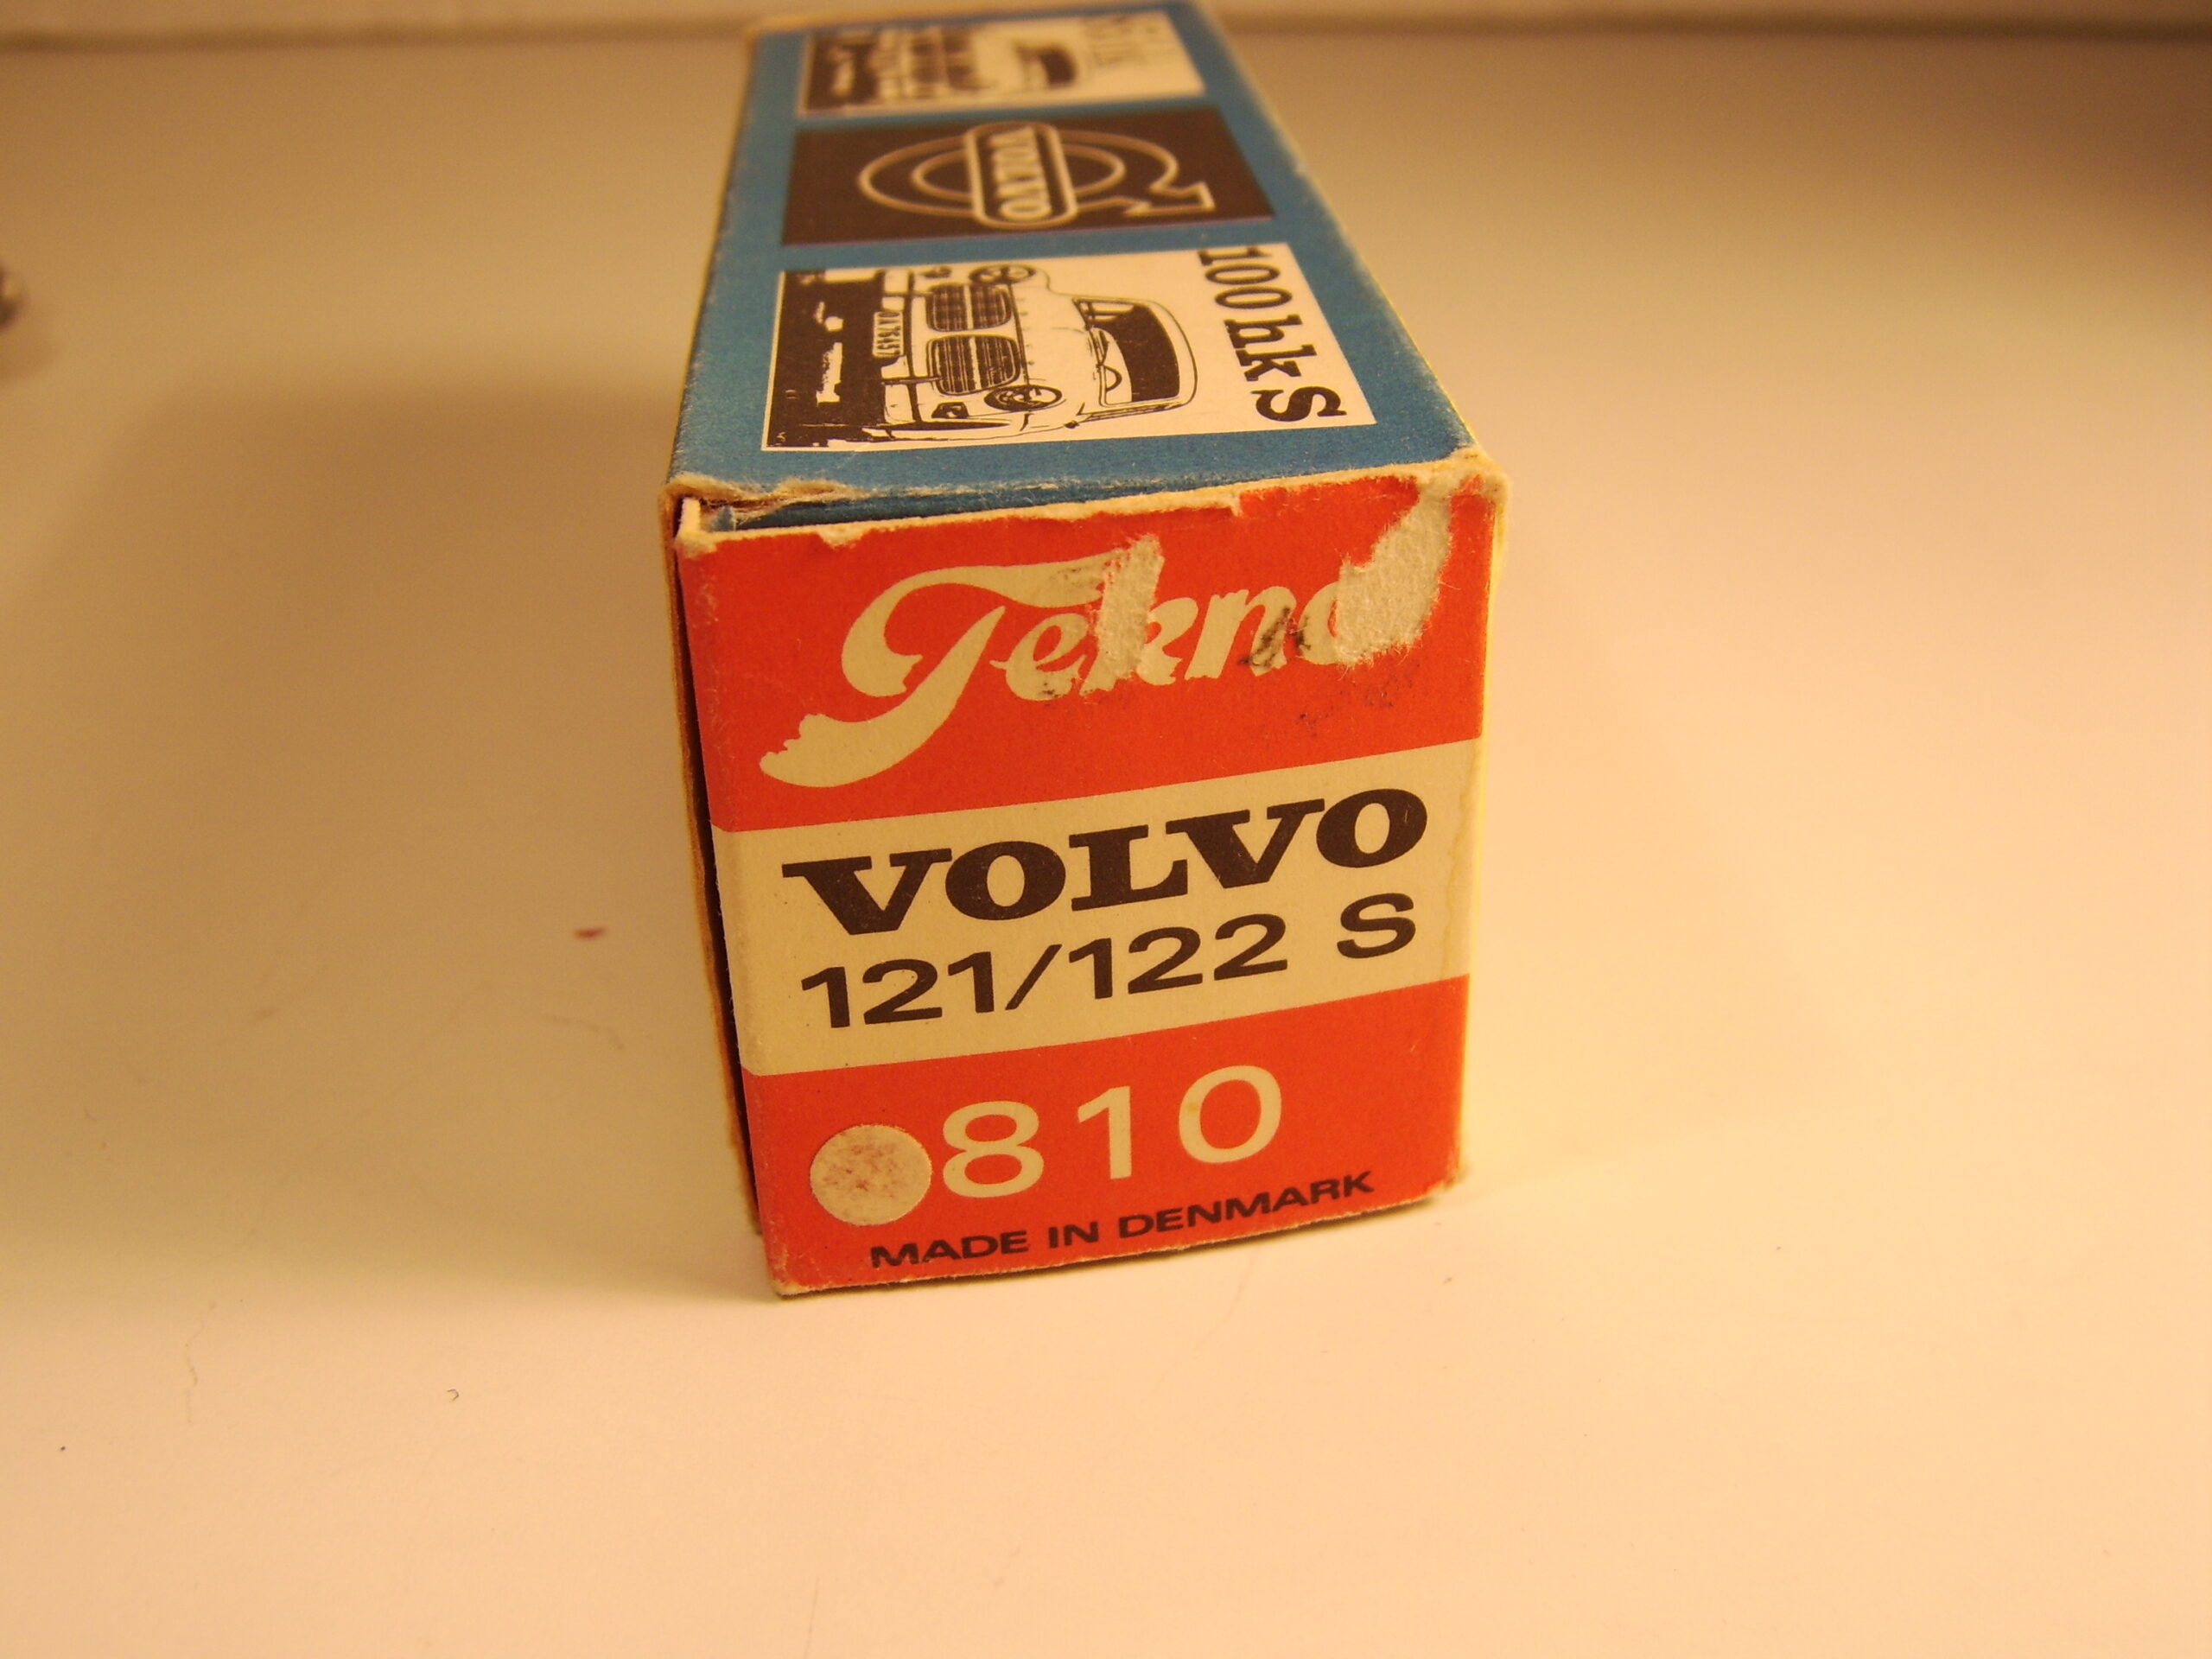 VOLVO
100 hk S
Tekno
VOLVO
121/122 S
810
MADE IN DENMARK